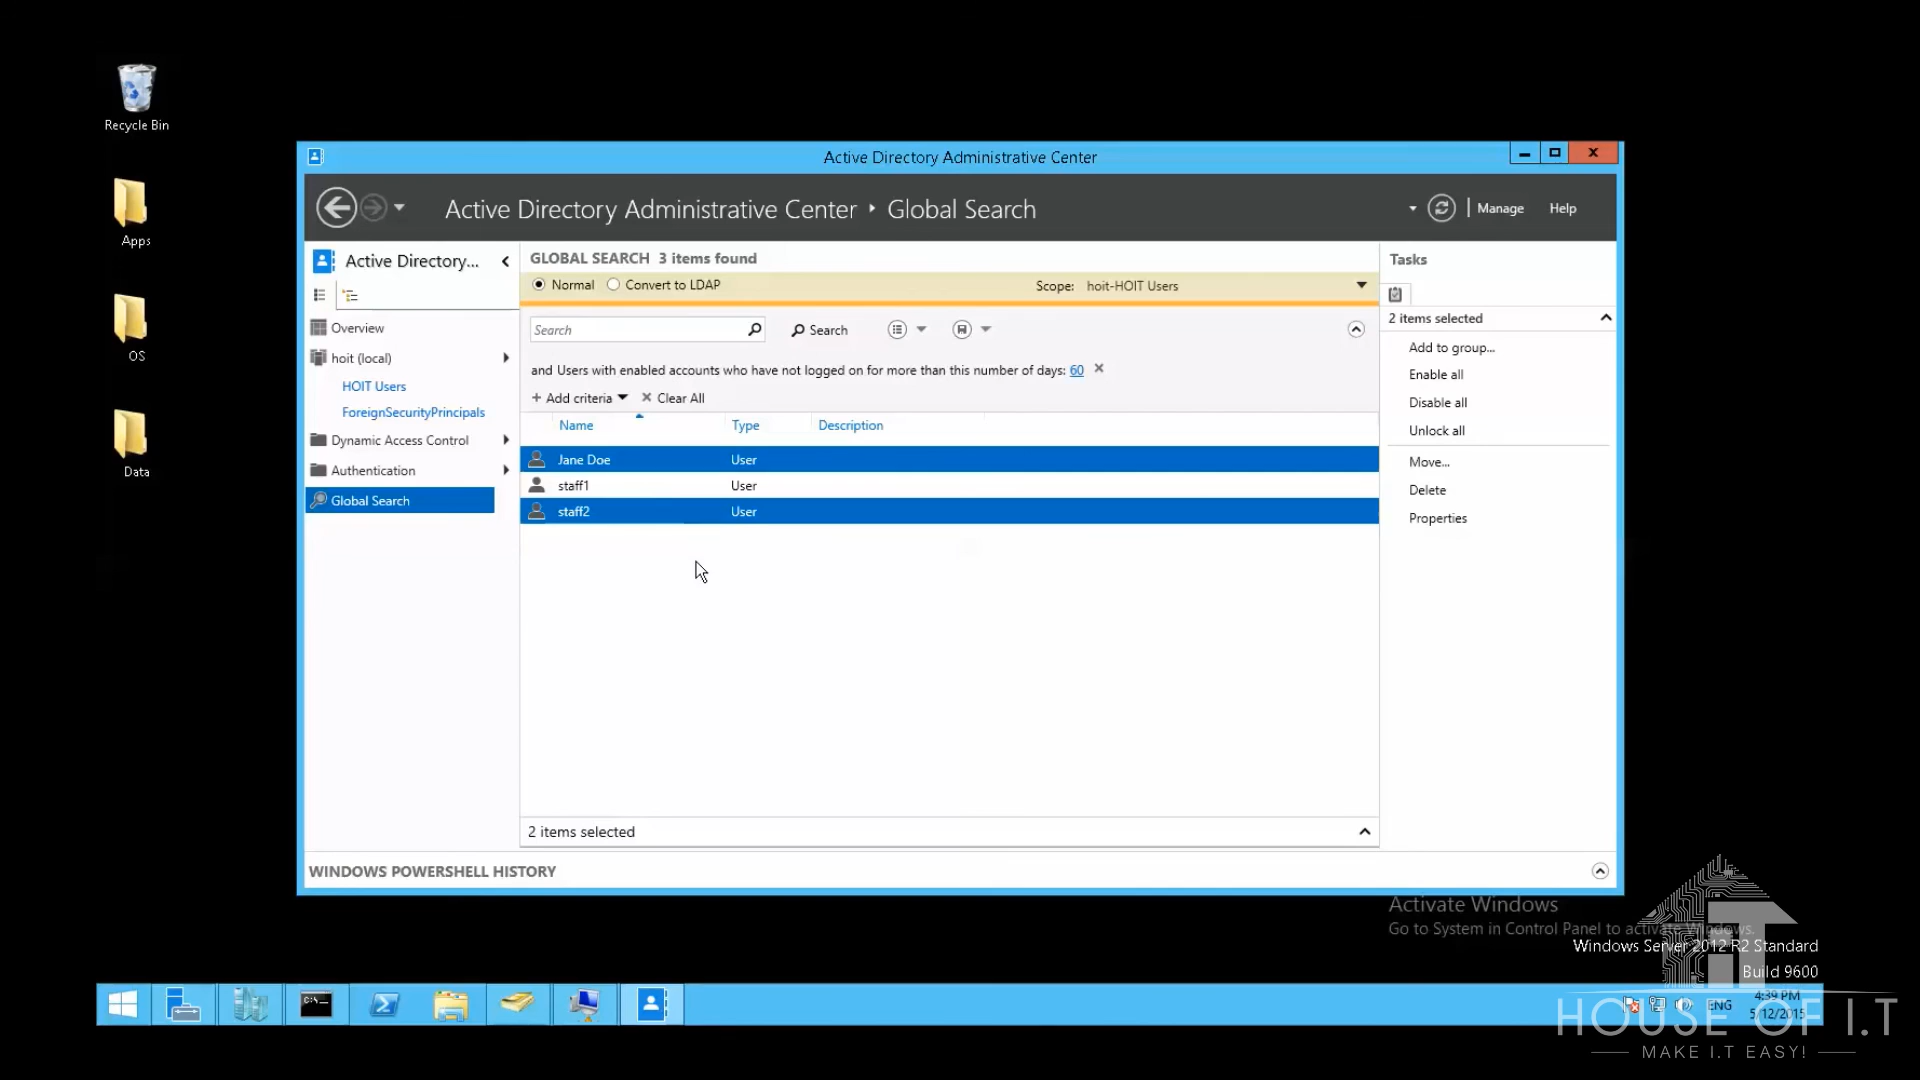 Recycle Bin
Apps
OS
Data
Active Directory Administrative Center
Active Directory Administrative Center ‣ Global Search
Manage
Help
Active Directory...
Overview
hoit (local)
HOIT Users
ForeignSecurityPrincipals
Dynamic Access Control
Authentication
Global Search
GLOBAL SEARCH 3 items found
Normal
Convert to LDAP
Scope: hoit-HOIT Users
Search
Search
and Users with enabled accounts who have not logged on for more than this number of days: 60
+ Add criteria
Clear All
Name Type Description
Jane Doe User
staff1 User
staff2 User
2 items selected
Tasks
2 items selected
Add to group...
Enable all
Disable all
Unlock all
Move...
Delete
Properties
WINDOWS POWERSHELL HISTORY
Activate Windows
Go to System in Control Panel to activate Windows.
Windows Server 2012 R2 Standard
Build 9600
C:\_
ENG
4:39 PM
5/12/2015
HOUSE OF I.T
MAKE I.T EASY!